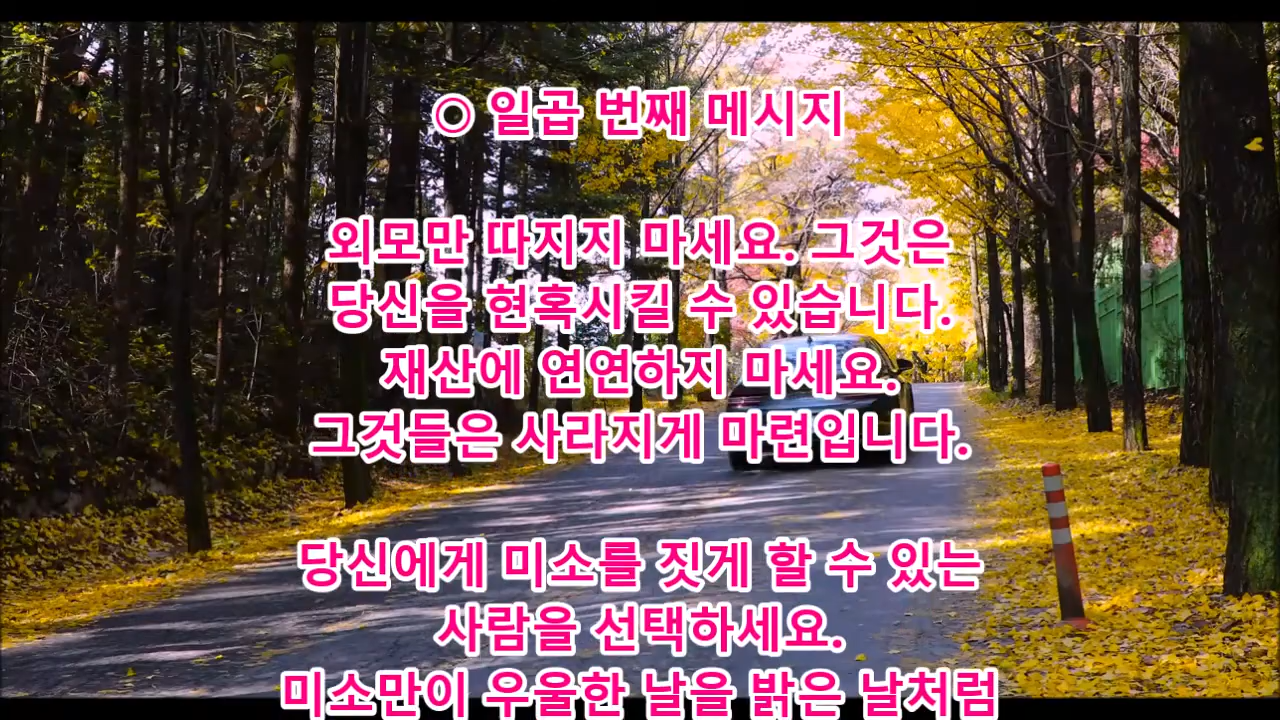 ◎ 일곱 번째 메시지
외모만 따지지 마세요. 그것은
당신을 현혹시킬 수 있습니다.
재산에 연연하지 마세요.
그것들은 사라지게 마련입니다.
당신에게 미소를 짓게 할 수 있는
사람을 선택하세요.
미소만이 우울한 날을 밝은 날처럼